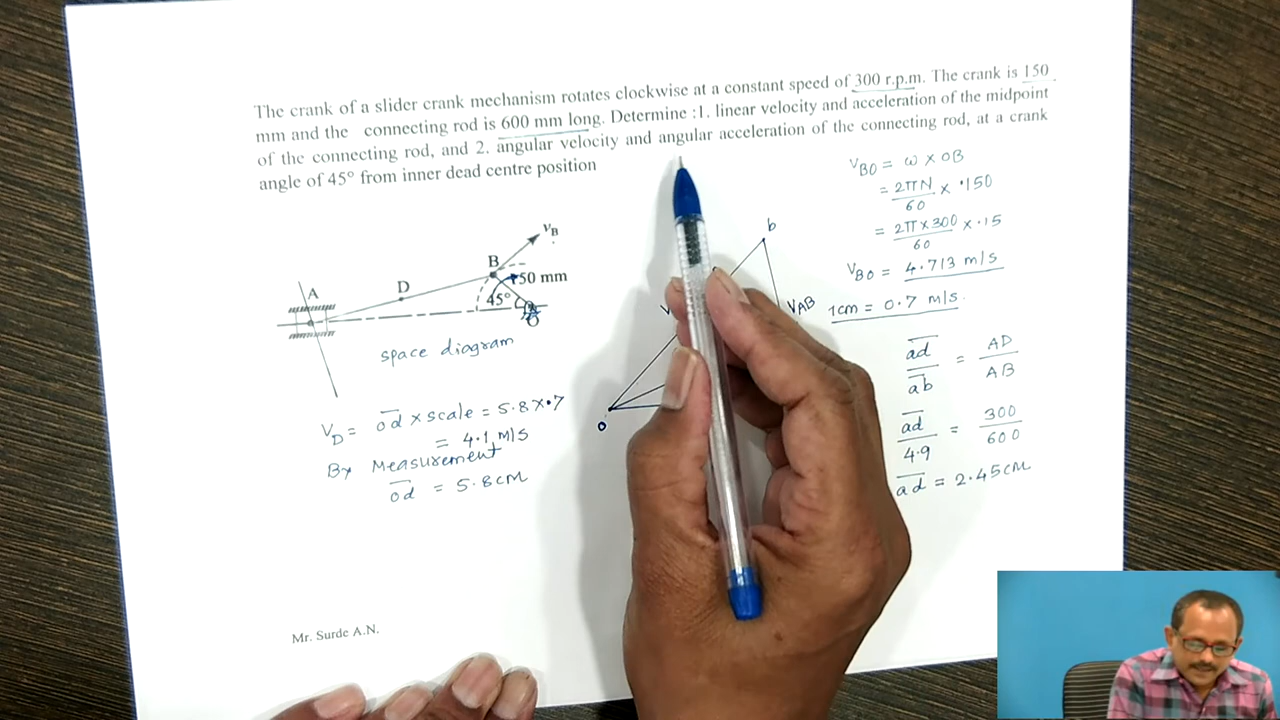 The crank of a slider crank mechanism rotates clockwise at a constant speed of 300 r.p.m. The crank is 150
mm and the connecting rod is 600 mm long. Determine :1. linear velocity and acceleration of the midpoint
of the connecting rod, and 2. angular velocity and angular acceleration of the connecting rod, at a crank
angle of 45° from inner dead centre position
A
D
B
vB
150 mm
45°
O
space diagram
VD = od × scale = 5.8×.7
= 4.1 m/s
By Measurement
od = 5.8cm
b
VAB
o
VBO = ω × OB
= 2πN/60 × .150
= 2π×300/60 × .15
VBO = 4.713 m/s
1cm = 0.7 m/s.
ad/ab = AD/AB
ad/4.9 = 300/600
ad = 2.45cm
Mr. Surde A.N.